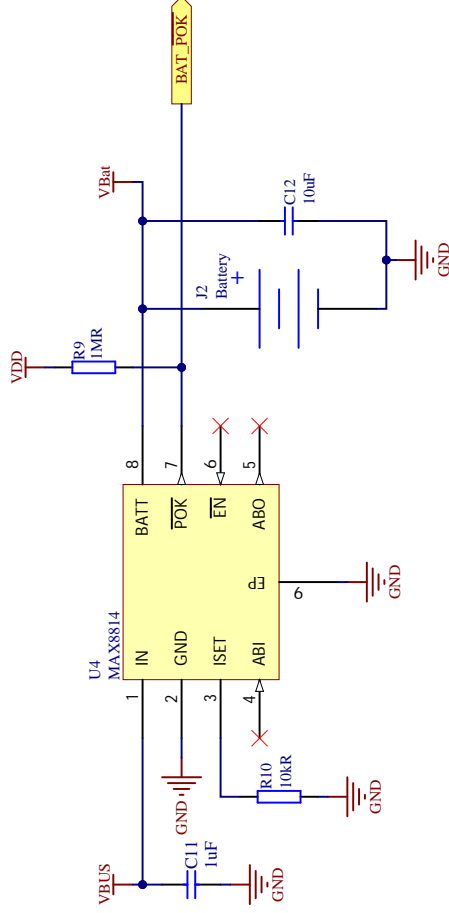 BAT_POK
VBat
C12
10uF
J2
Battery
+
GND
VDD
R9
1MR
8
7
6
5
BATT
POK
EN
ABO
EP
6
GND
U4
MAX8814
IN
GND
ISET
ABI
1
2
3
4
GND
R10
10kR
GND
VBUS
C11
1uF
GND